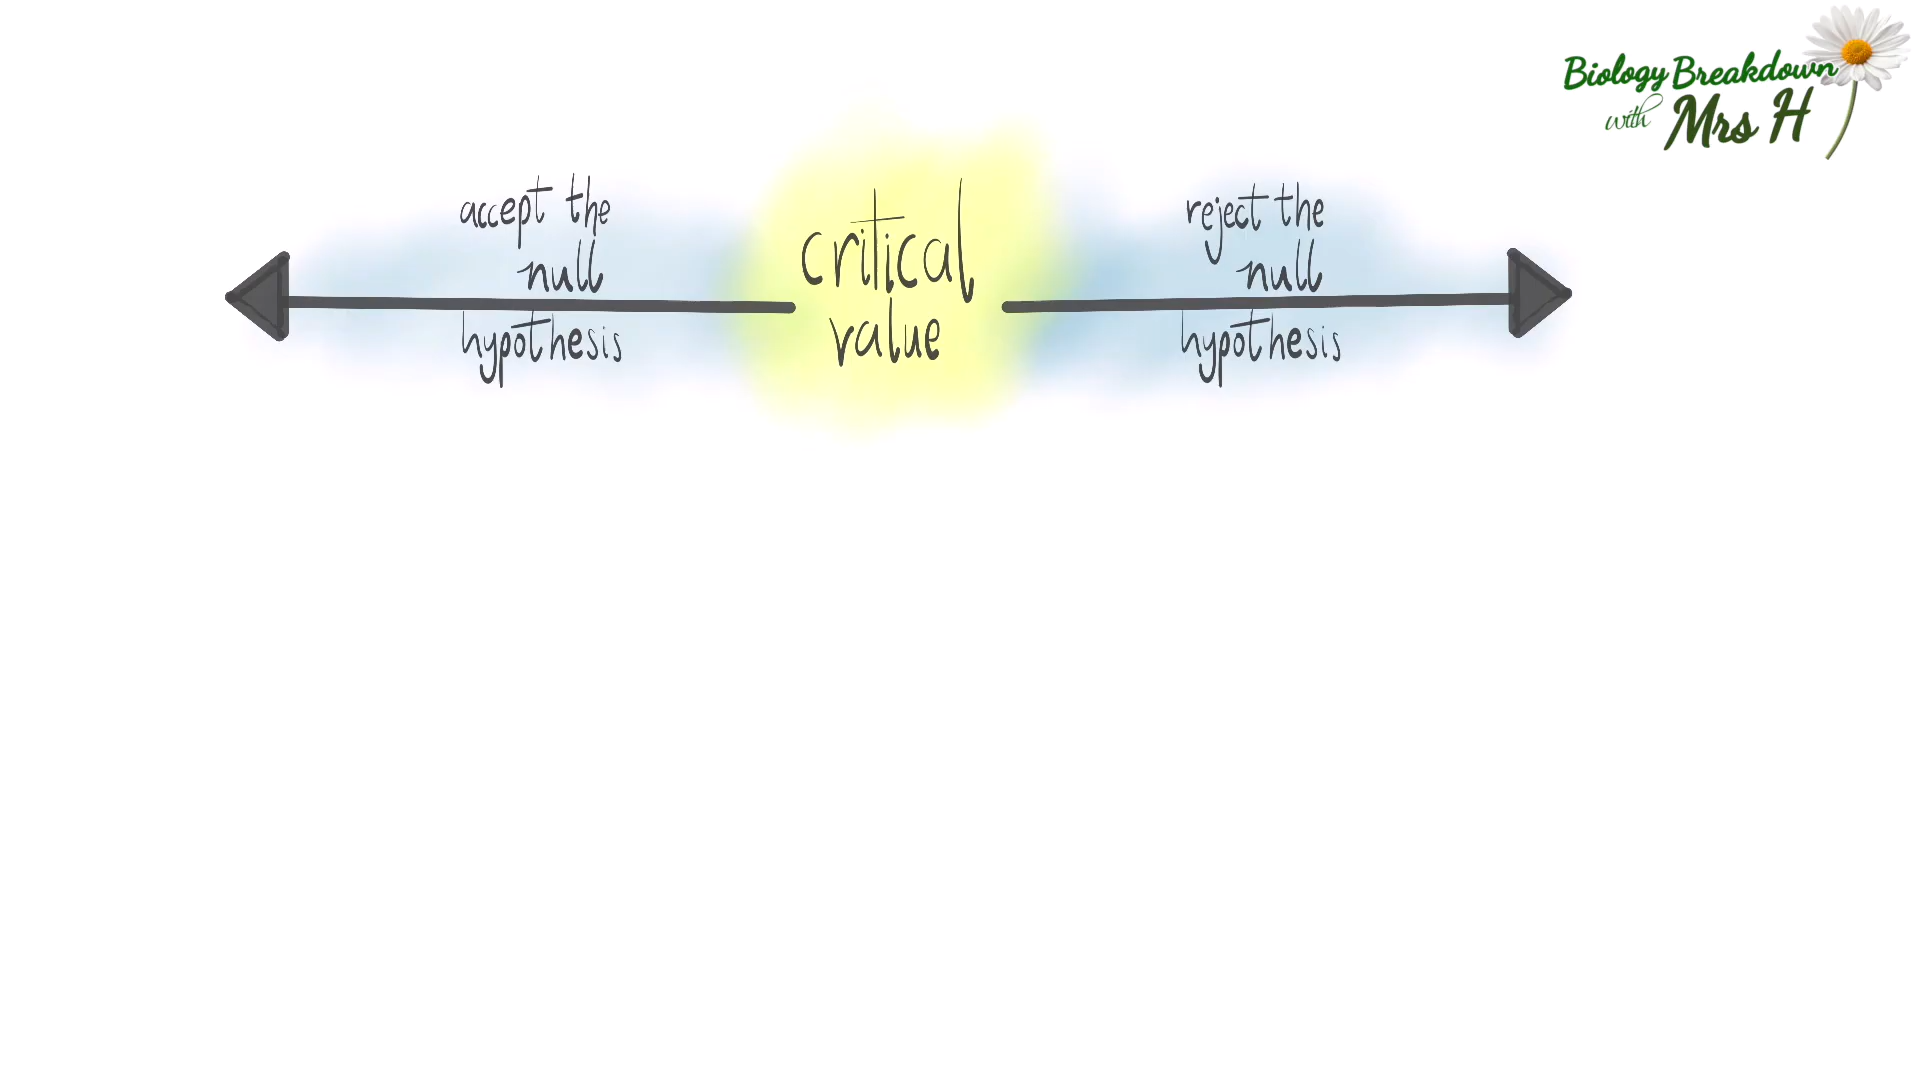 Biology Breakdown
with Mrs H
accept the
null
hypothesis
critical
value
reject the
null
hypothesis